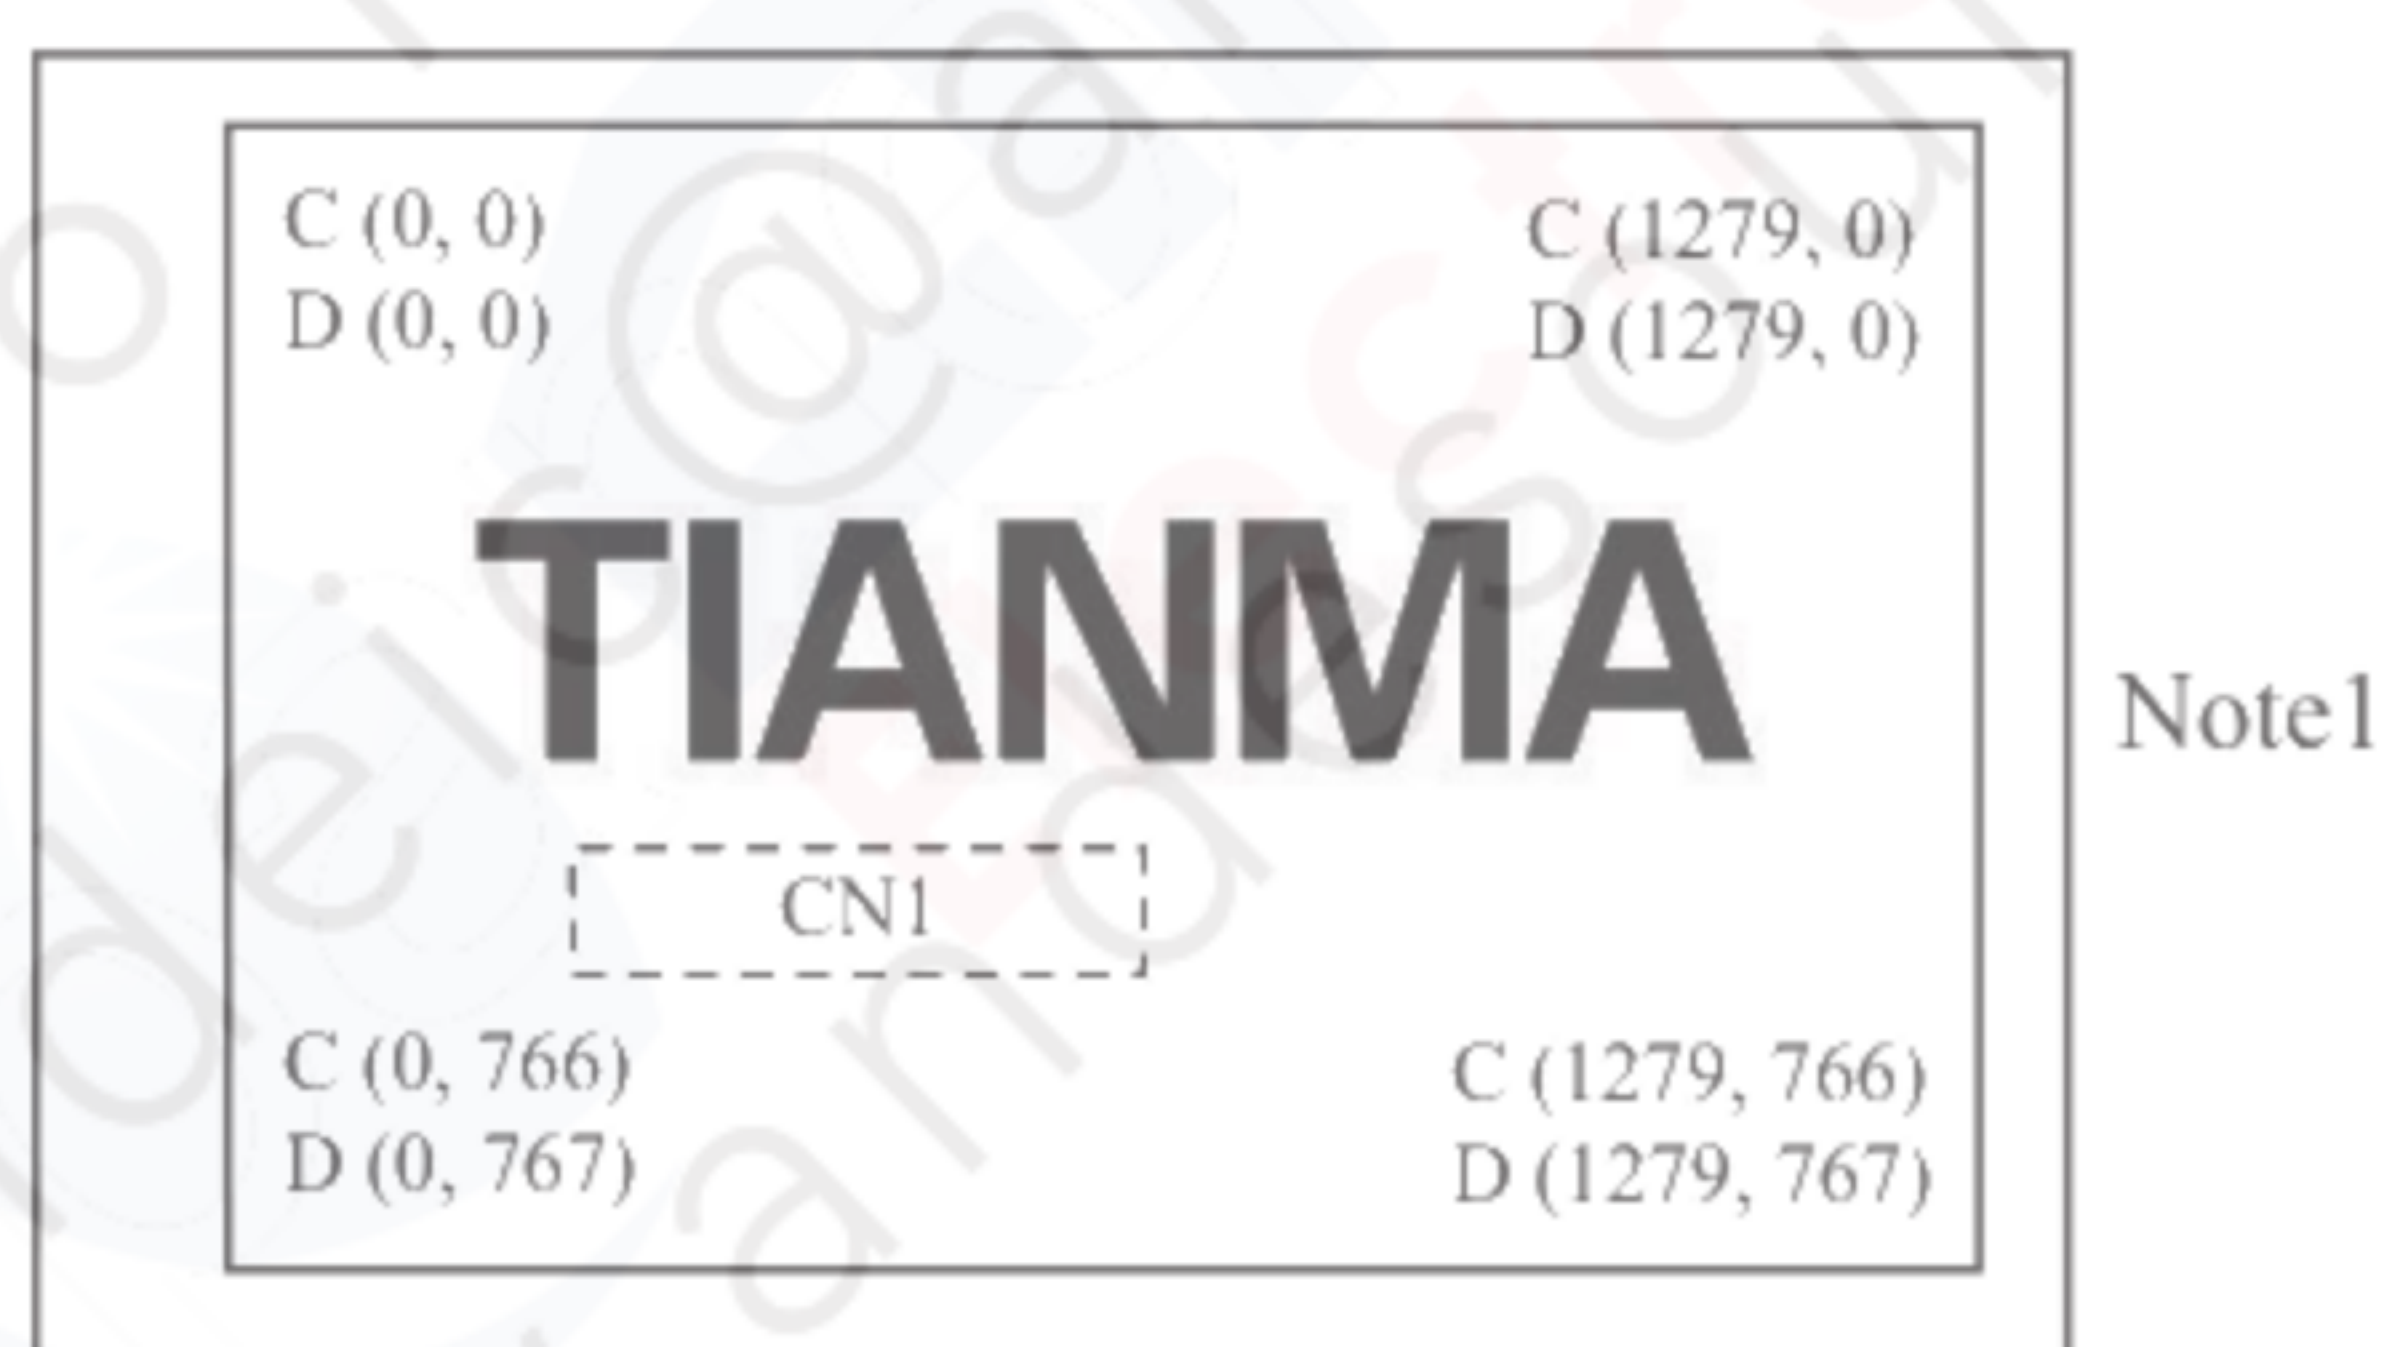 C (0, 0)
D (0, 0)
C (1279, 0)
D (1279, 0)
TIANMA
Note1
CN1
C (0, 766)
D (0, 767)
C (1279, 766)
D (1279, 767)